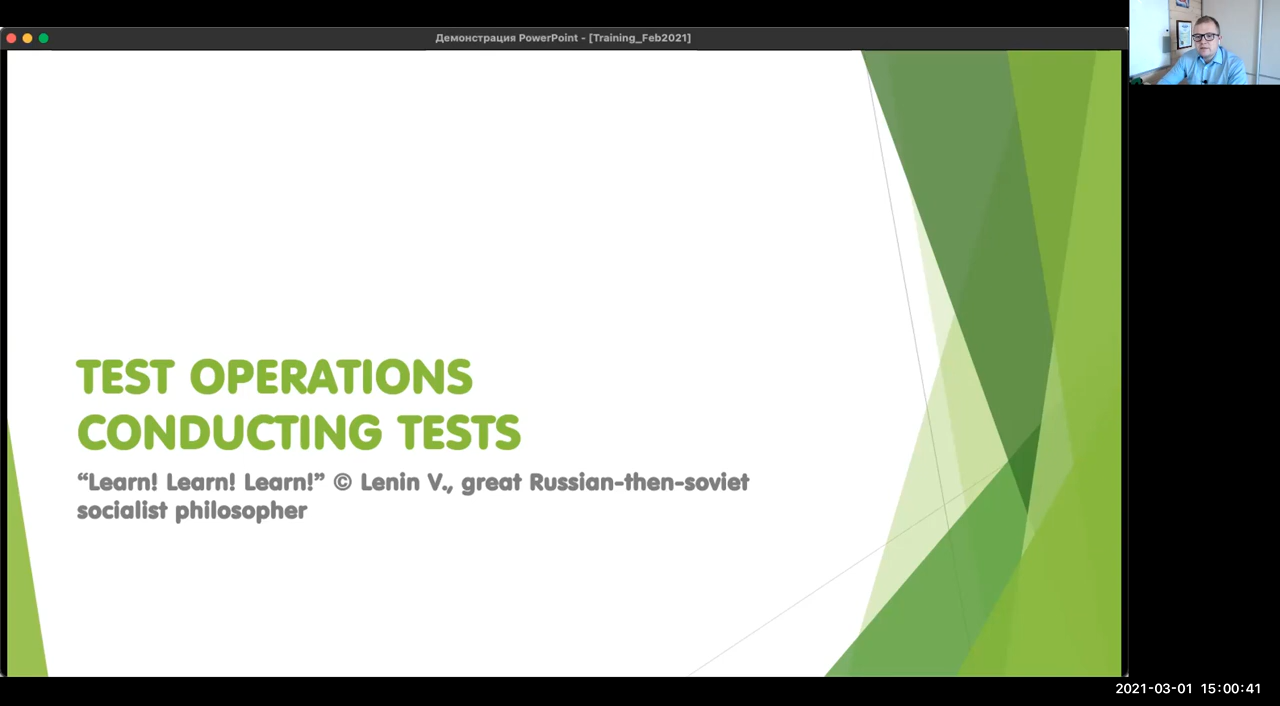 Демонстрация PowerPoint - [Training_Feb2021]
TEST OPERATIONS
CONDUCTING TESTS
“Learn! Learn! Learn!” © Lenin V., great Russian-then-soviet
socialist philosopher
2021-03-01 15:00:41